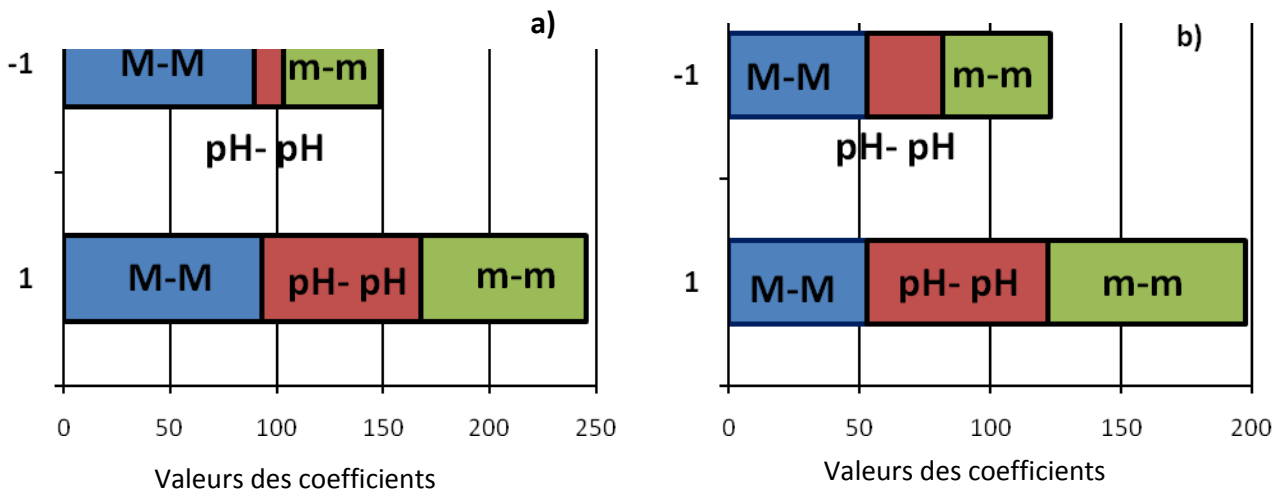 a)
-1
M-M
m-m
pH- pH
1
M-M
pH- pH
m-m
0 50 100 150 200 250
Valeurs des coefficients
b)
-1
M-M
m-m
pH- pH
1
M-M
pH- pH
m-m
0 50 100 150 200
Valeurs des coefficients